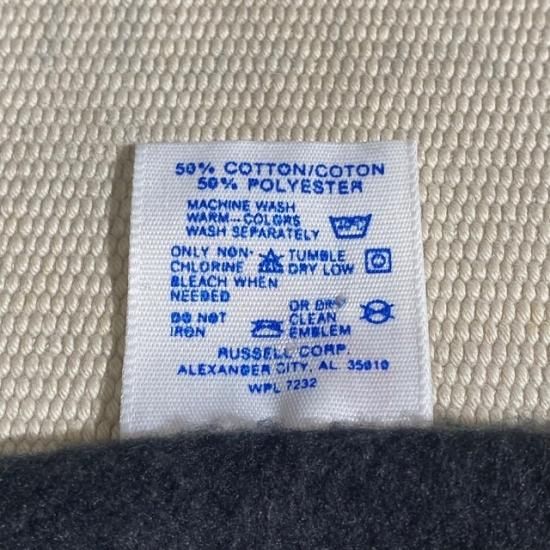 50% COTTON/COTON
50% POLYESTER
MACHINE WASH
WARM--COLORS
WASH SEPARATELY
ONLY NON-
CHLORINE
BLEACH WHEN
NEEDED
TUMBLE
DRY LOW
DO NOT
IRON
OR DRY
CLEAN
EMBLEM
RUSSELL CORP.
ALEXANDER CITY, AL 35010
WPL 7232